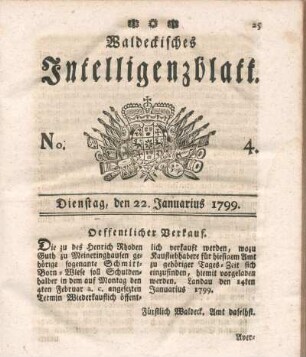 25
Waldeckisches
Intelligenzblatt.
No. 4.
Dienstag, den 22. Januarius 1799.
Oeffentlicher Verkauf.
Die zu des Henrich Rhoden
Guth zu Meineringhausen ge-
hörige sogenante Schmitt-
Born-Wiese soll Schulden-
halber in dem auf Montag den
4ten Februar a. c. angesetzten
Termin Wiederkauflich öffent-
lich verkauft werden, wozu
Kaufliebhabere für hiesigem Amt
zu gehöriger Tages-Zeit sich
einzufinden, hiemit vorgeladen
werden. Landau den 14ten
Januarius 1799.
Fürstlich Waldeck. Amt daselbst.
Aver-